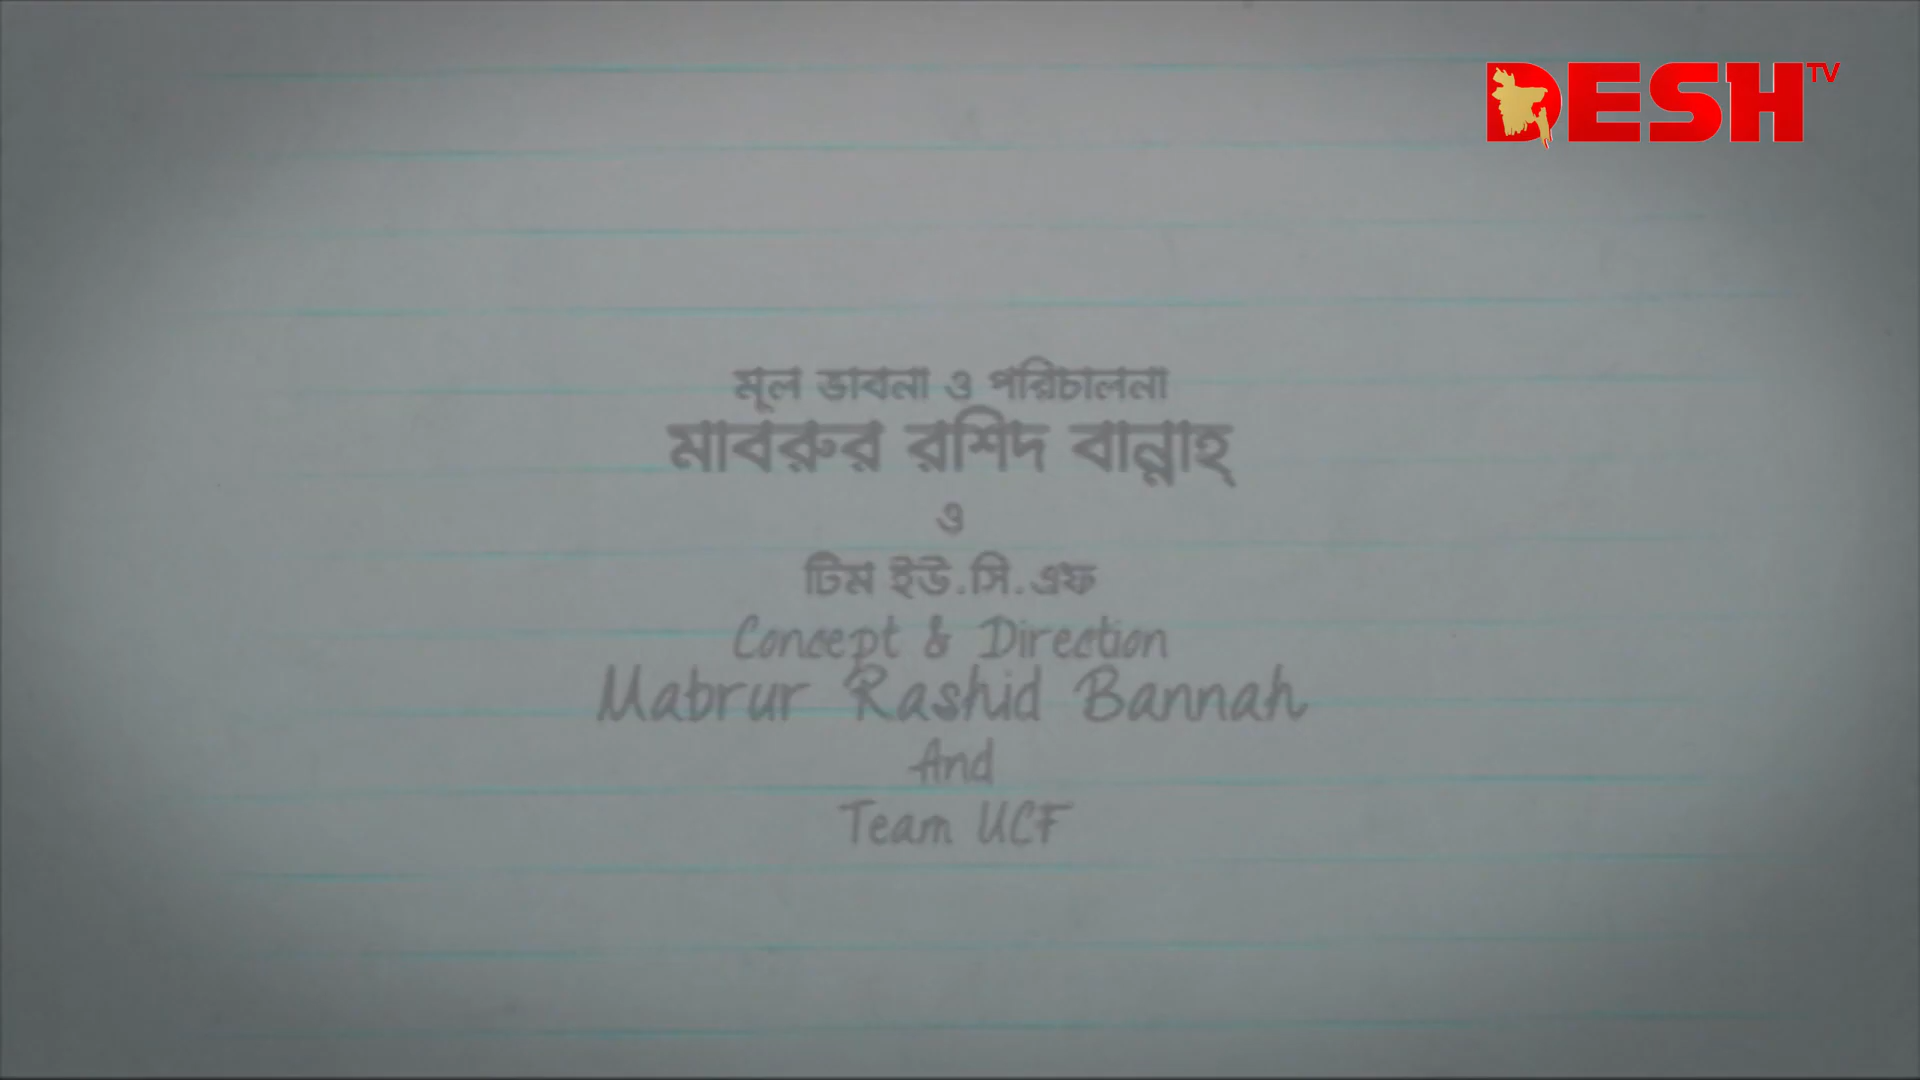 DESH TV
মূল ভাবনা ও পরিচালনা
মাবরুর রশিদ বান্নাহ্
ও
টিম ইউ.সি.এফ
Concept & Direction
Mabrur Rashid Bannah
And
Team UCF